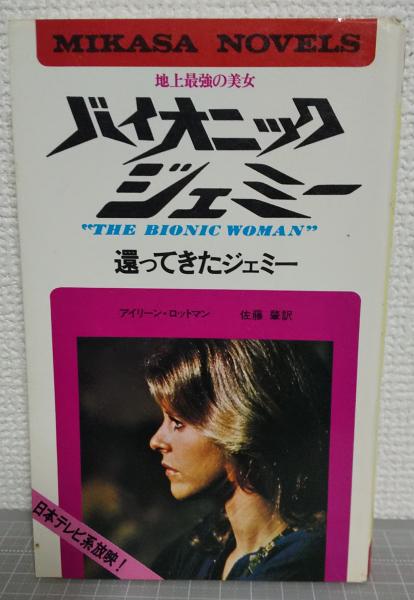 MIKASA NOVELS
地上最強の美女
バイオニック
ジェミー
"THE BIONIC WOMAN"
還ってきたジェミー
アイリーン・ロットマン 佐藤 肇訳
日本テレビ系放映！